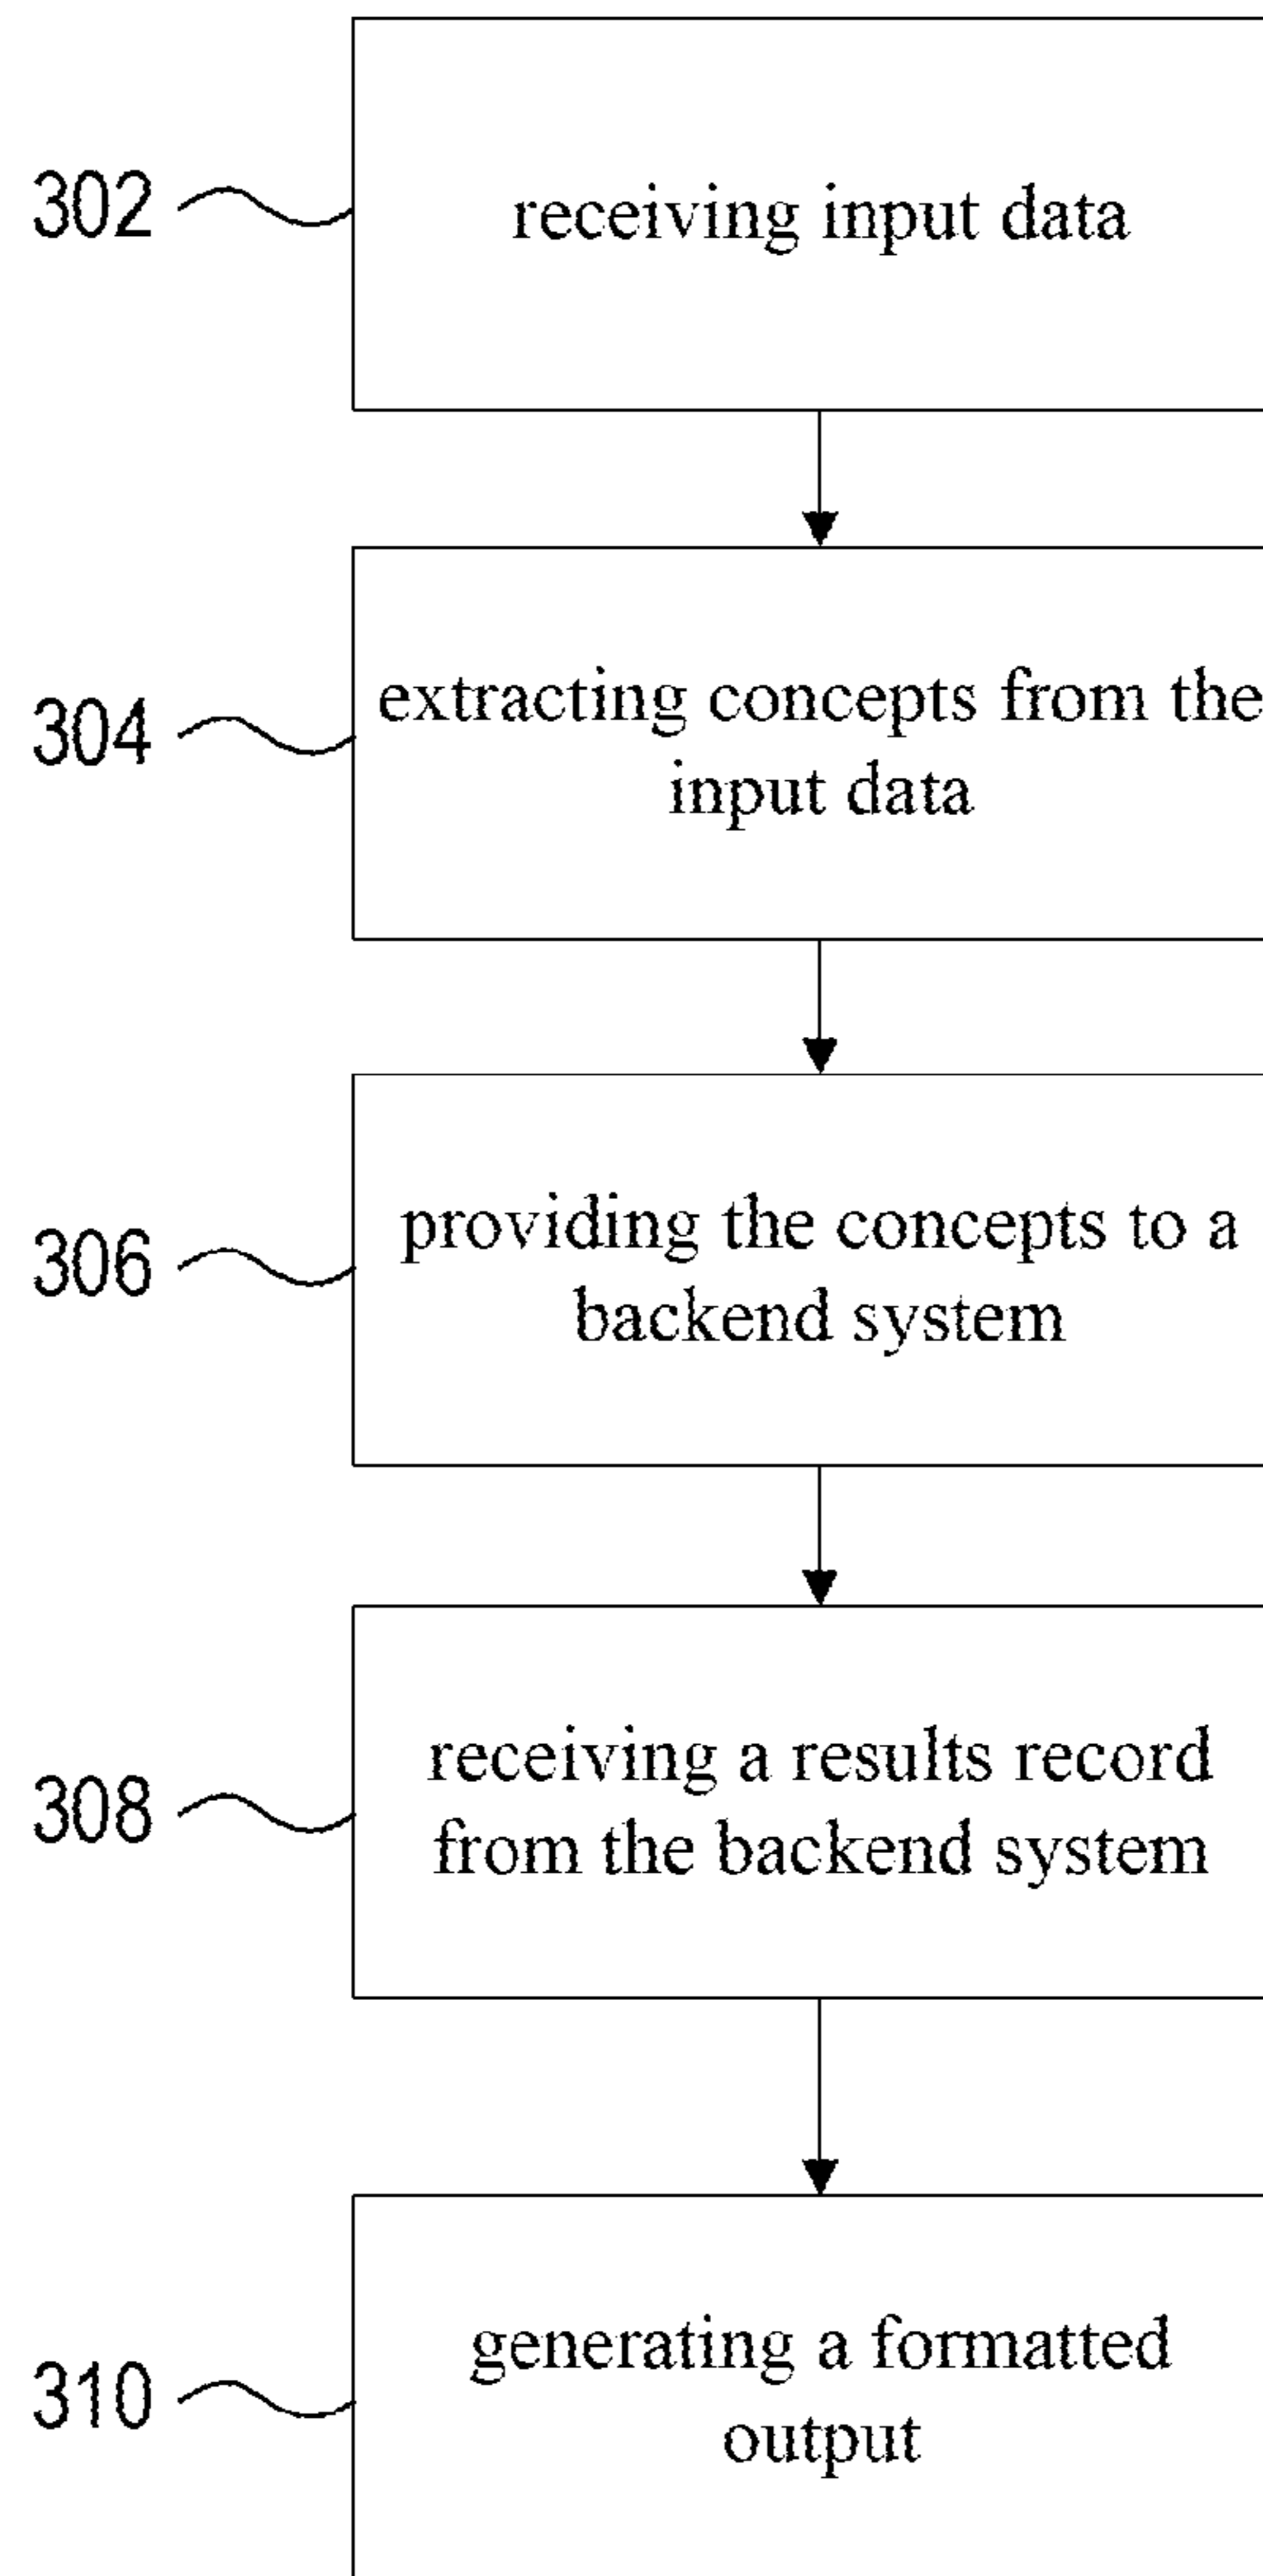 302
receiving input data
304
extracting concepts from the
input data
306
providing the concepts to a
backend system
308
receiving a results record
from the backend system
310
generating a formatted
output